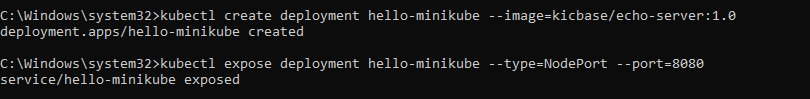 C:\Windows\system32>kubectl create deployment hello-minikube --image=kicbase/echo-server:1.0
deployment.apps/hello-minikube created
C:\Windows\system32>kubectl expose deployment hello-minikube --type=NodePort --port=8080
service/hello-minikube exposed